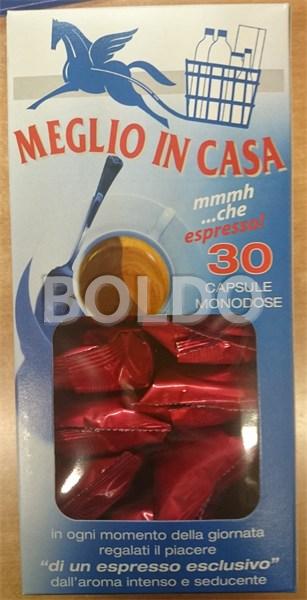 MEGLIO IN CASA
mmmh
...che
espresso!
30
CAPSULE
MONODOSE
BOLDO
in ogni momento della giornata
regalati il piacere
"di un espresso esclusivo"
dall'aroma intenso e seducente